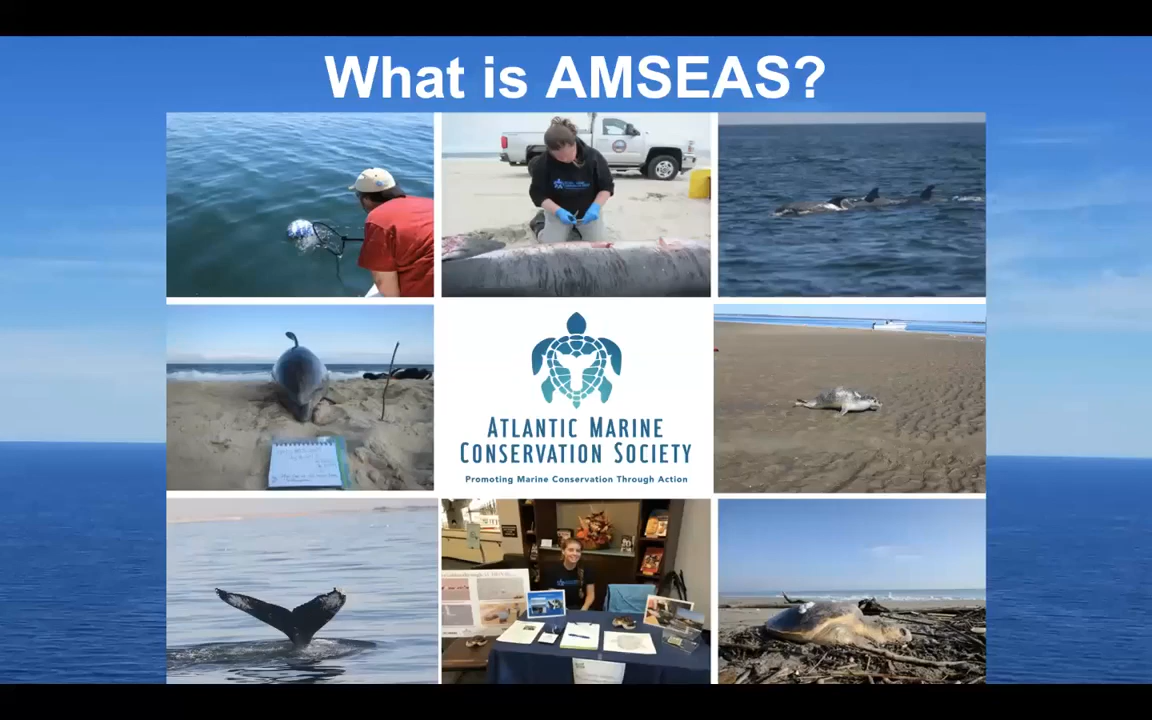 What is AMSEAS?
ATLANTIC MARINE
CONSERVATION SOCIETY
Promoting Marine Conservation Through Action